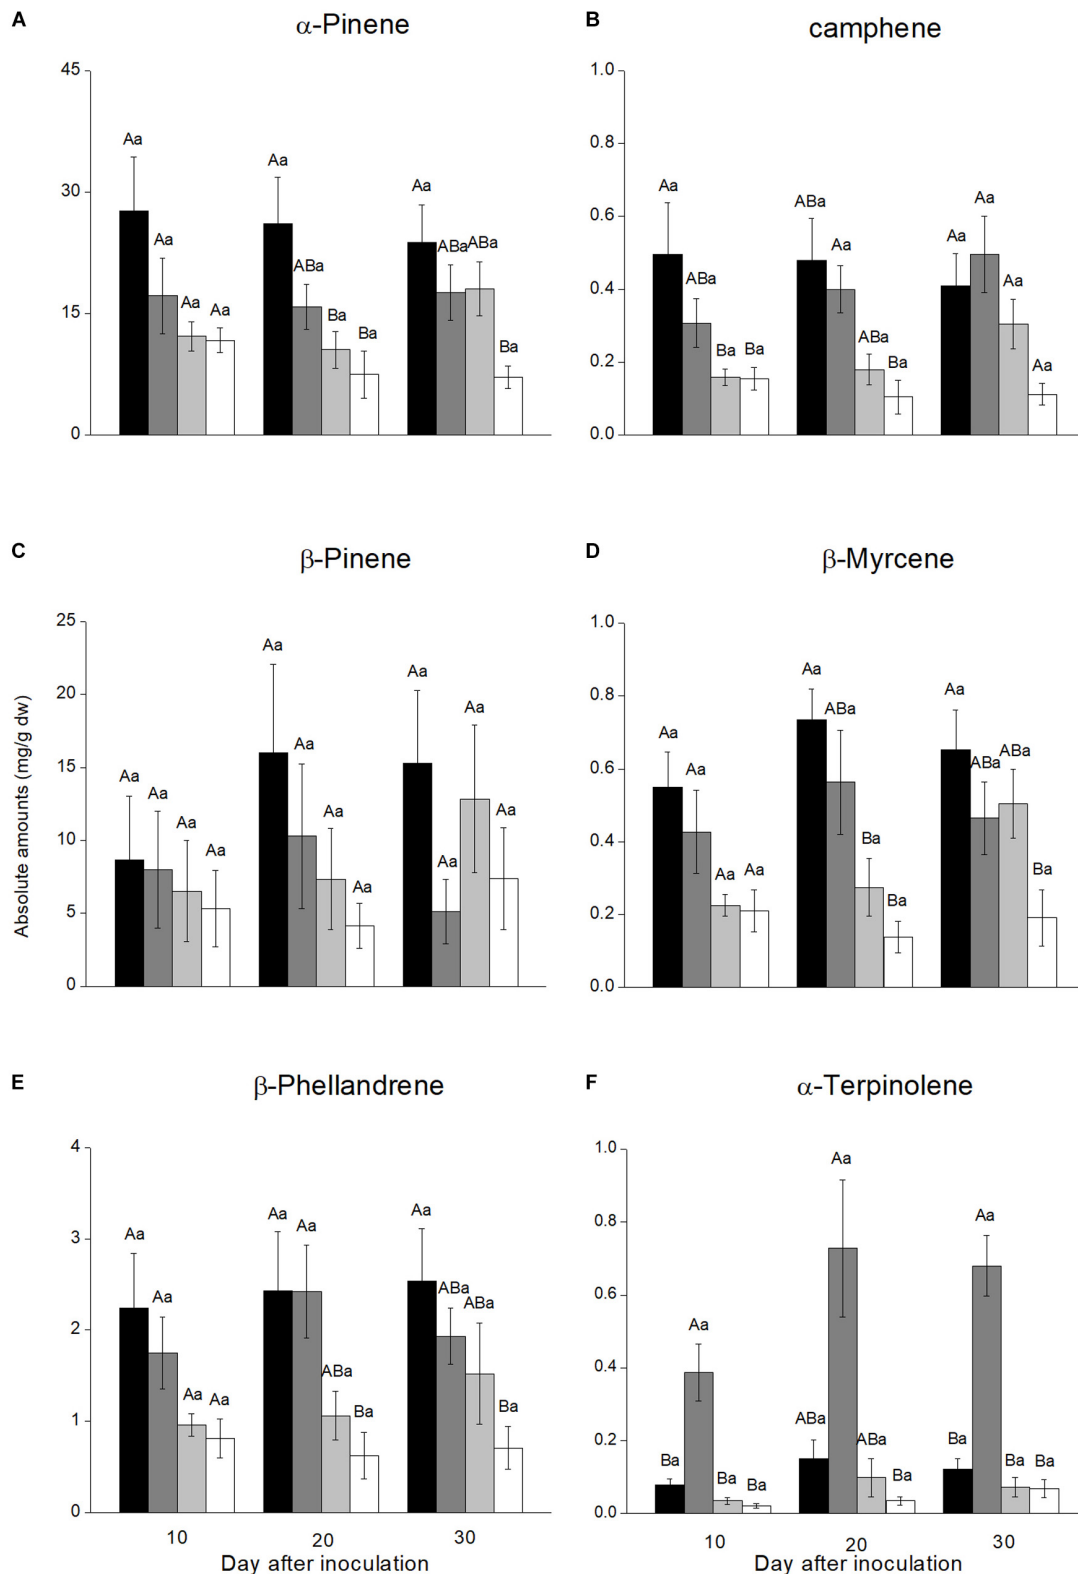 A
α-Pinene
45
30
15
0
Aa
Aa
Aa
Aa
Aa
ABa
Ba
Ba
Aa
ABa
ABa
Ba
B
camphene
1.0
0.8
0.6
0.4
0.2
0.0
Aa
ABa
Ba
Ba
ABa
Aa
ABa
Ba
Aa
Aa
Aa
Aa
C
β-Pinene
Absolute amounts (mg/g dw)
25
20
15
10
5
0
Aa
Aa
Aa
Aa
Aa
Aa
Aa
Aa
Aa
Aa
Aa
Aa
D
β-Myrcene
1.0
0.8
0.6
0.4
0.2
0.0
Aa
Aa
Aa
Aa
Aa
ABa
Ba
Ba
Aa
ABa
ABa
Ba
E
β-Phellandrene
4
3
2
1
0
Aa
Aa
Aa
Aa
Aa
Aa
ABa
Ba
Aa
ABa
ABa
Ba
10 20 30
Day after inoculation
F
α-Terpinolene
1.0
0.8
0.6
0.4
0.2
0.0
Ba
Aa
Ba
Ba
ABa
Aa
ABa
Ba
Ba
Aa
Ba
Ba
10 20 30
Day after inoculation